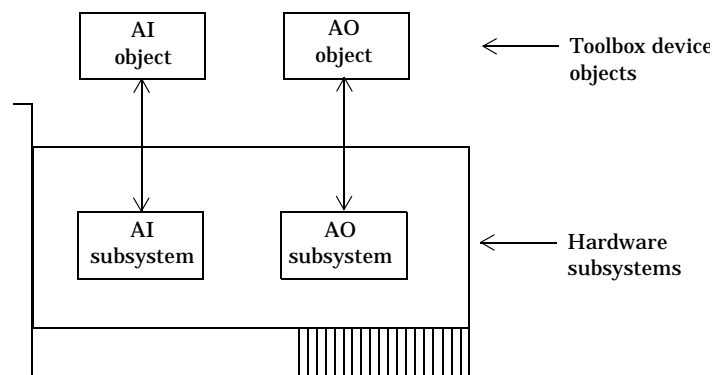 AI
object
AO
object
Toolbox device
objects
AI
subsystem
AO
subsystem
Hardware
subsystems